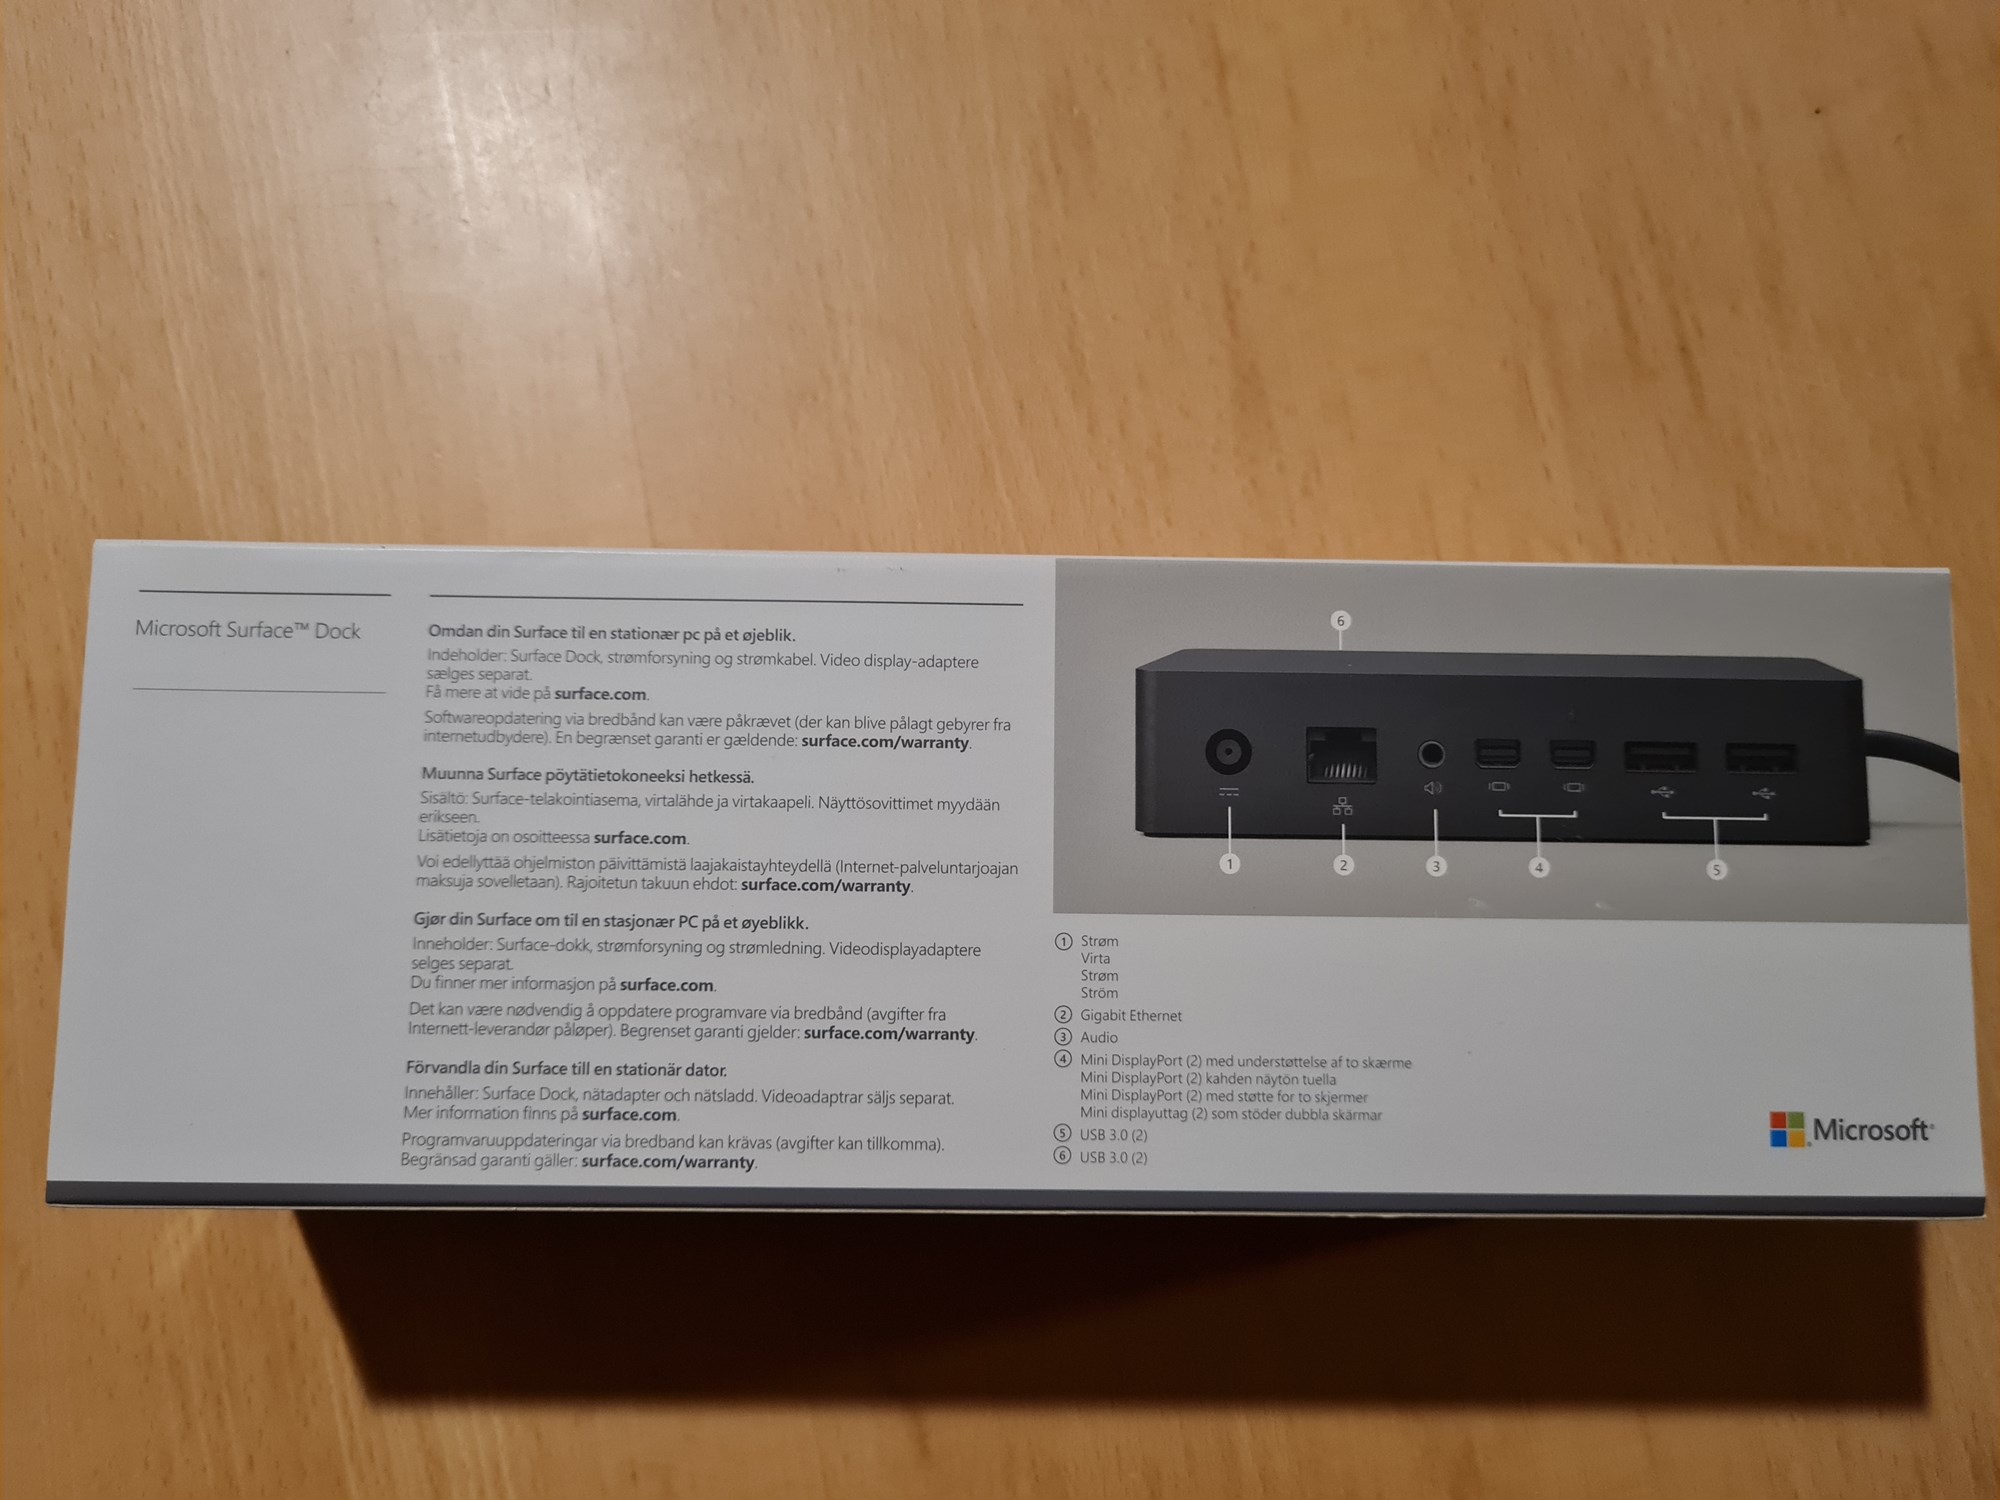 Microsoft Surface™ Dock
Omdan din Surface til en stationær pc på et øjeblik.
Indeholder: Surface Dock, strømforsyning og strømkabel. Video display-adaptere
sælges separat.
Få mere at vide på surface.com.
Softwareopdatering via bredbånd kan være påkrævet (der kan blive pålagt gebyrer fra
internetudbydere). En begrænset garanti er gældende: surface.com/warranty.
Muunna Surface pöytätietokoneeksi hetkessä.
Sisältö: Surface-telakointiasema, virtalähde ja virtakaapeli. Näyttösovittimet myydään
erikseen.
Lisätietoja on osoitteessa surface.com.
Voi edellyttää ohjelmiston päivittämistä laajakaistayhteydellä (Internet-palveluntarjoajan
maksuja sovelletaan). Rajoitetun takuun ehdot: surface.com/warranty.
Gjør din Surface om til en stasjonær PC på et øyeblikk.
Inneholder: Surface-dokk, strømforsyning og strømledning. Videodisplayadaptere
selges separat.
Du finner mer informasjon på surface.com.
Det kan være nødvendig å oppdatere programvare via bredbånd (avgifter fra
Internett-leverandør påløper). Begrenset garanti gjelder: surface.com/warranty.
Förvandla din Surface till en stationär dator.
Innehåller: Surface Dock, nätadapter och nätsladd. Videoadaptrar säljs separat.
Mer information finns på surface.com.
Programvaruuppdateringar via bredband kan krävas (avgifter kan tillkomma).
Begränsad garanti gäller: surface.com/warranty.
6
1 2 3 4 5
1 Strøm
Virta
Strøm
Ström
2 Gigabit Ethernet
3 Audio
4 Mini DisplayPort (2) med understøttelse af to skærme
Mini DisplayPort (2) kahden näytön tuella
Mini DisplayPort (2) med støtte for to skjermer
Mini displayuttag (2) som stöder dubbla skärmar
5 USB 3.0 (2)
6 USB 3.0 (2)
Microsoft